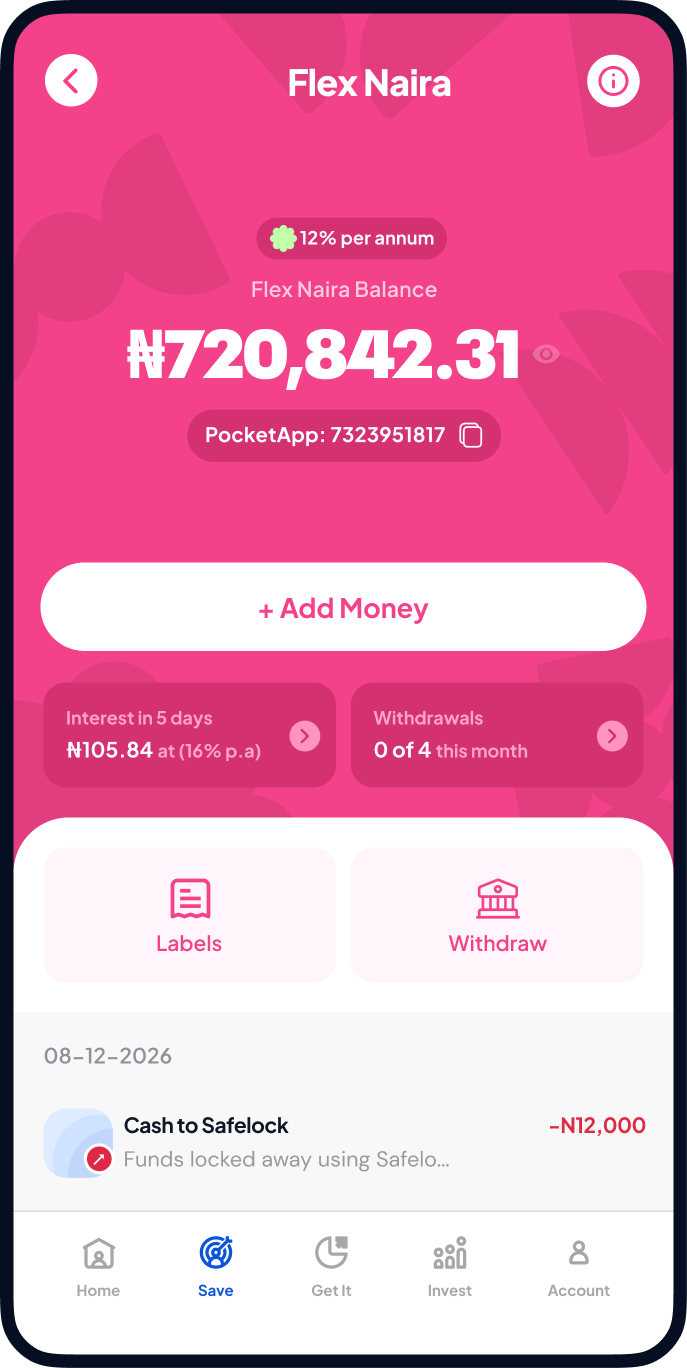 Flex Naira
12% per annum
Flex Naira Balance
₦720,842.31
PocketApp: 7323951817
+ Add Money
Interest in 5 days
₦105.84 at (16% p.a)
Withdrawals
0 of 4 this month
Labels
Withdraw
08-12-2026
Cash to Safelock
-N12,000
Funds locked away using Safelo...
Home
Save
Get It
Invest
Account